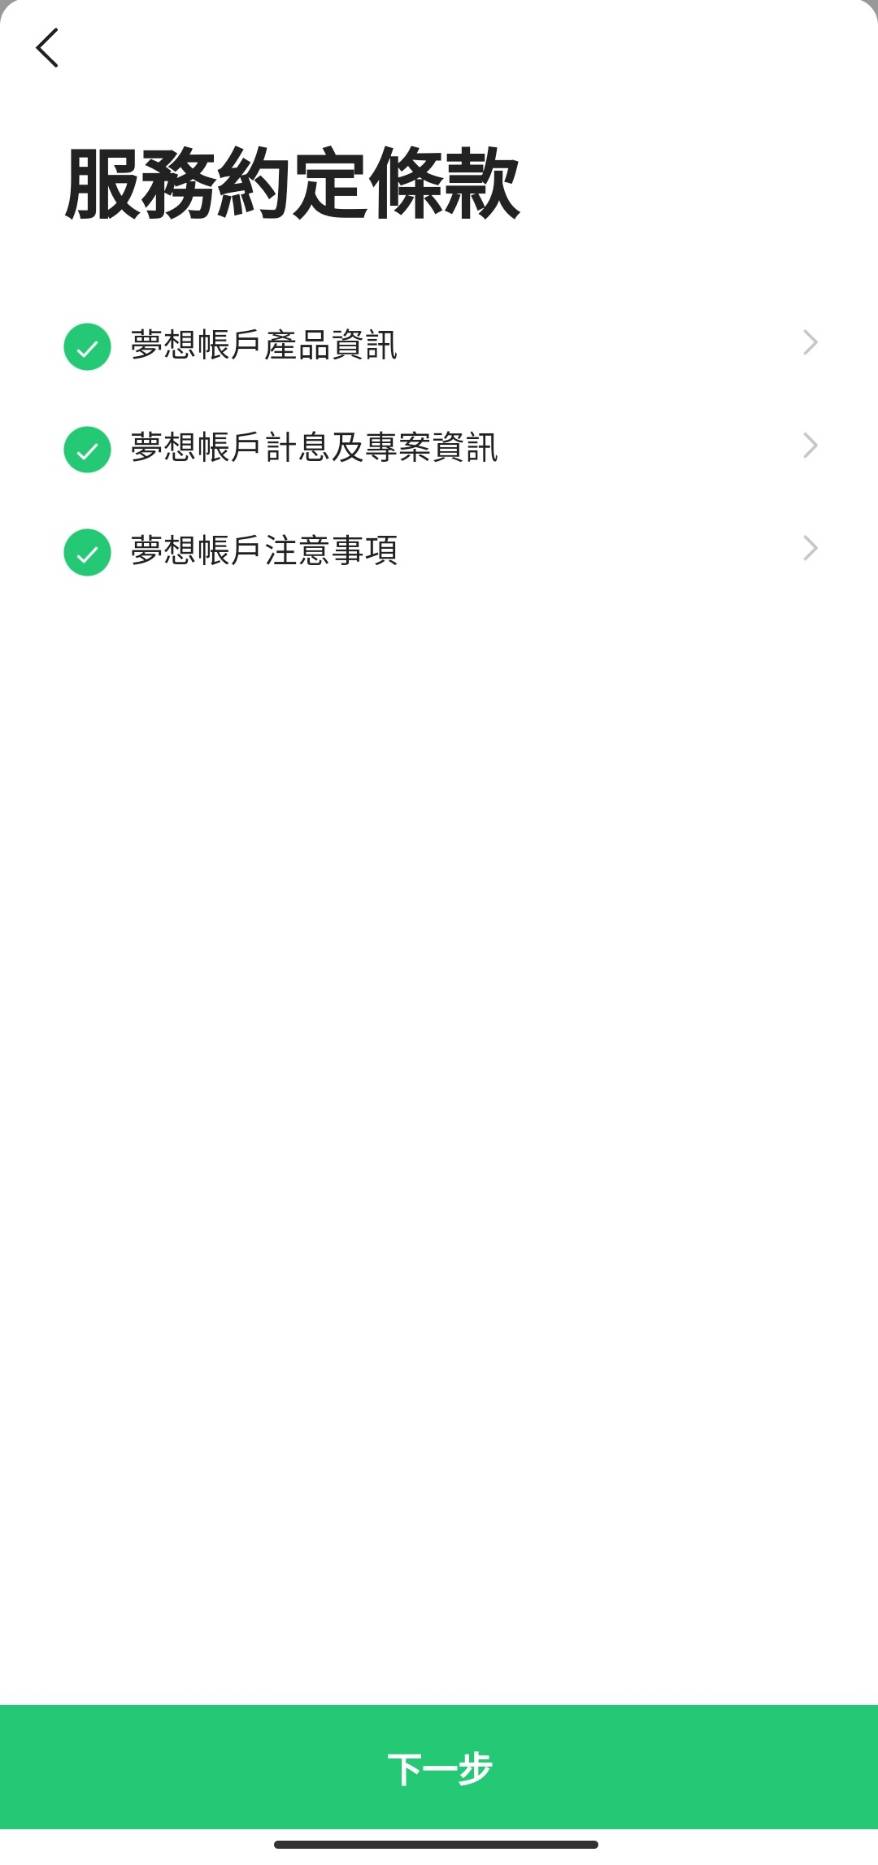 服務約定條款
夢想帳戶產品資訊
夢想帳戶計息及專案資訊
夢想帳戶注意事項
下一步